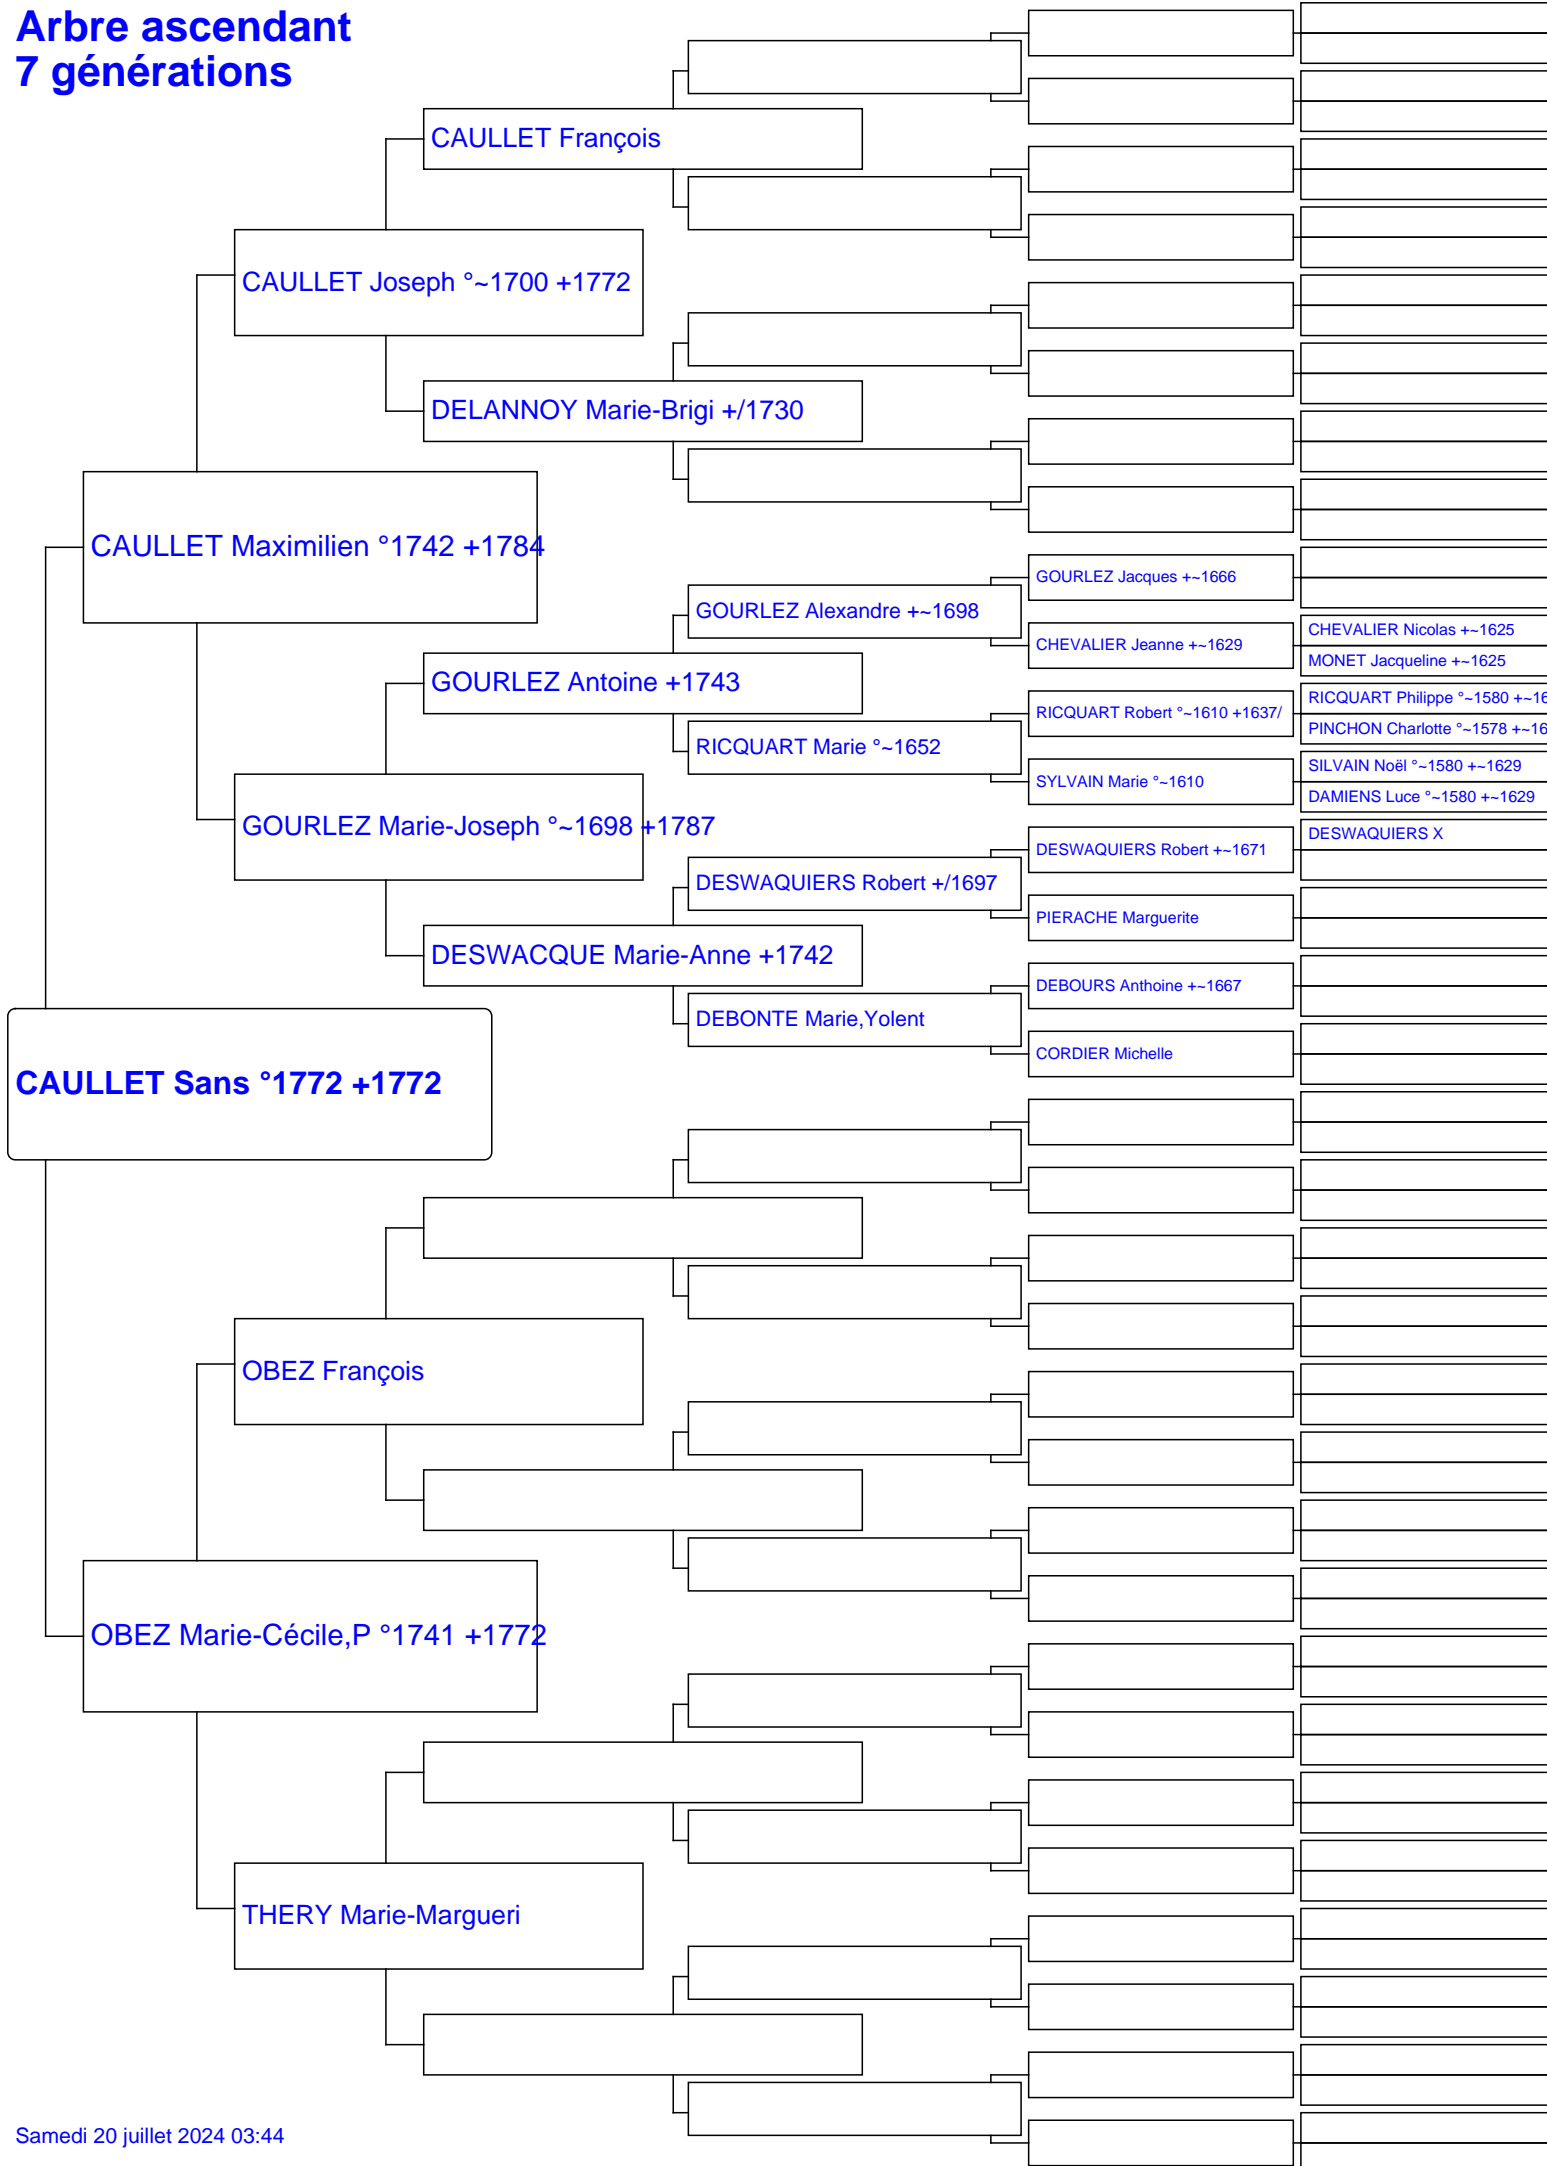 Arbre ascendant
7 générations
CAULLET François
CAULLET Joseph °~1700 +1772
DELANNOY Marie-Brigi +/1730
CAULLET Maximilien °1742 +1784
GOURLEZ Jacques +~1666
GOURLEZ Alexandre +~1698
CHEVALIER Nicolas +~1625
CHEVALIER Jeanne +~1629
MONET Jacqueline +~1625
GOURLEZ Antoine +1743
RICQUART Philippe °~1580 +~16
RICQUART Robert °~1610 +1637/
PINCHON Charlotte °~1578 +~16
RICQUART Marie °~1652
SILVAIN Noël °~1580 +~1629
SYLVAIN Marie °~1610
DAMIENS Luce °~1580 +~1629
GOURLEZ Marie-Joseph °~1698 +1787
DESWAQUIERS X
DESWAQUIERS Robert +~1671
DESWAQUIERS Robert +/1697
PIERACHE Marguerite
DESWACQUE Marie-Anne +1742
DEBOURS Anthoine +~1667
DEBONTE Marie,Yolent
CORDIER Michelle
CAULLET Sans °1772 +1772
OBEZ François
OBEZ Marie-Cécile,P °1741 +1772
THERY Marie-Margueri
Samedi 20 juillet 2024 03:44